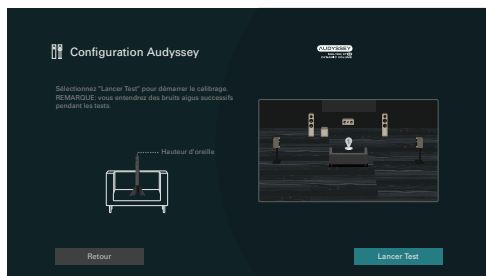 Configuration Audyssey
AUDYSSEY
Sélectionnez "Lancer Test" pour démarrer le calibrage.
REMARQUE: vous entendrez des bruits aigus successifs
pendant les tests.
Hauteur d'oreille
Retour
Lancer Test